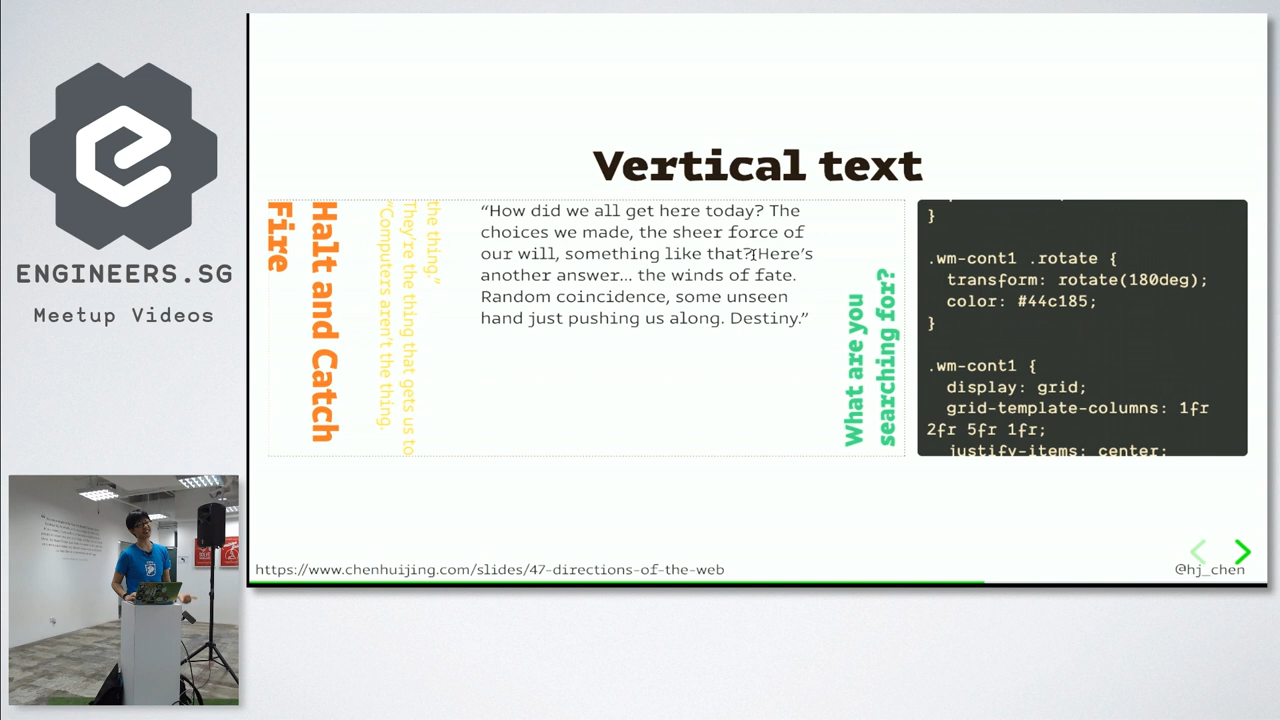 ENGINEERS.SG
Meetup Videos
Vertical text
Halt and Catch
Fire
“Computers aren’t the thing.
They’re the thing that gets us to
the thing.”
“How did we all get here today? The
choices we made, the sheer force of
our will, something like that? Here’s
another answer... the winds of fate.
Random coincidence, some unseen
hand just pushing us along. Destiny.”
What are you
searching for?
}
.wm-cont1 .rotate {
transform: rotate(180deg);
color: #44c185;
}
.wm-cont1 {
display: grid;
grid-template-columns: 1fr
2fr 5fr 1fr;
justify-items: center;
https://www.chenhuijing.com/slides/47-directions-of-the-web
@hj_chen